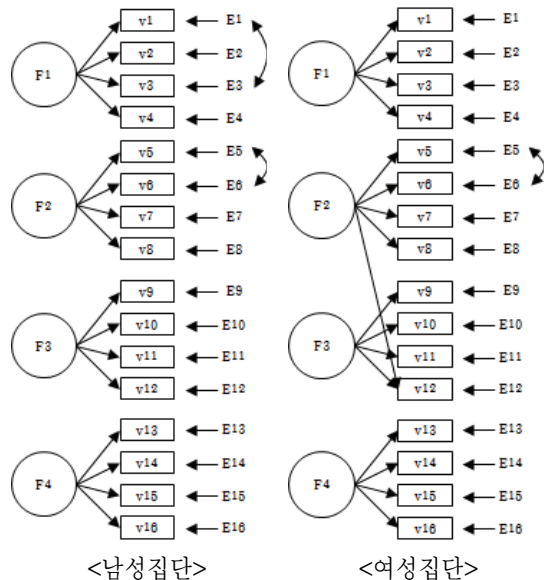 v1 E1 v1 E1
v2 E2 v2 E2
F1 F1
v3 E3 v3 E3
v4 E4 v4 E4
v5 E5 v5 E5
v6 E6 v6 E6
F2 F2
v7 E7 v7 E7
v8 E8 v8 E8
v9 E9 v9 E9
v10 E10 v10 E10
F3 F3
v11 E11 v11 E11
v12 E12 v12 E12
v13 E13 v13 E13
v14 E14 v14 E14
F4 F4
v15 E15 v15 E15
v16 E16 v16 E16
<남성집단> <여성집단>